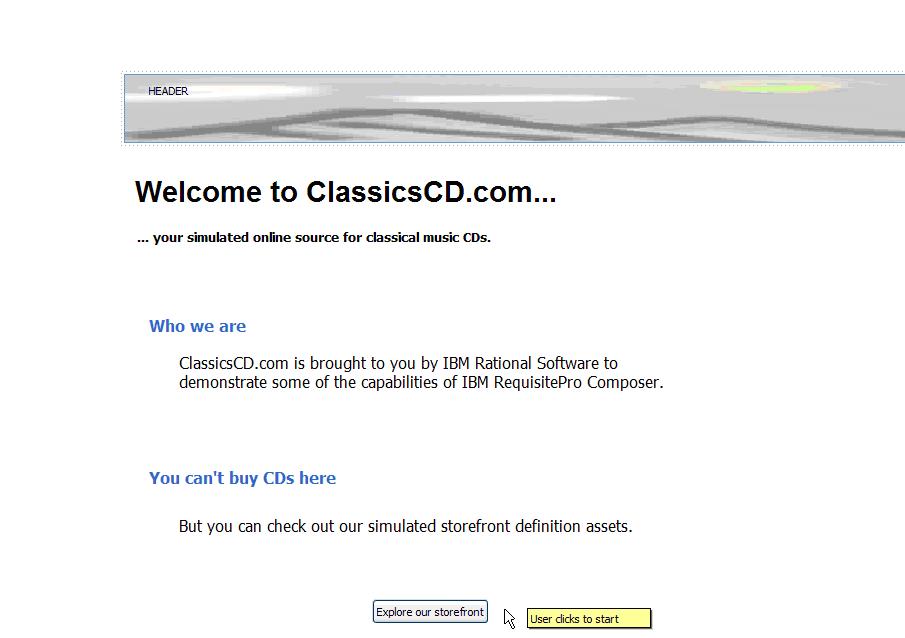 HEADER
Welcome to ClassicsCD.com...
... your simulated online source for classical music CDs.
Who we are
ClassicsCD.com is brought to you by IBM Rational Software to
demonstrate some of the capabilities of IBM RequisitePro Composer.
You can't buy CDs here
But you can check out our simulated storefront definition assets.
Explore our storefront
User clicks to start